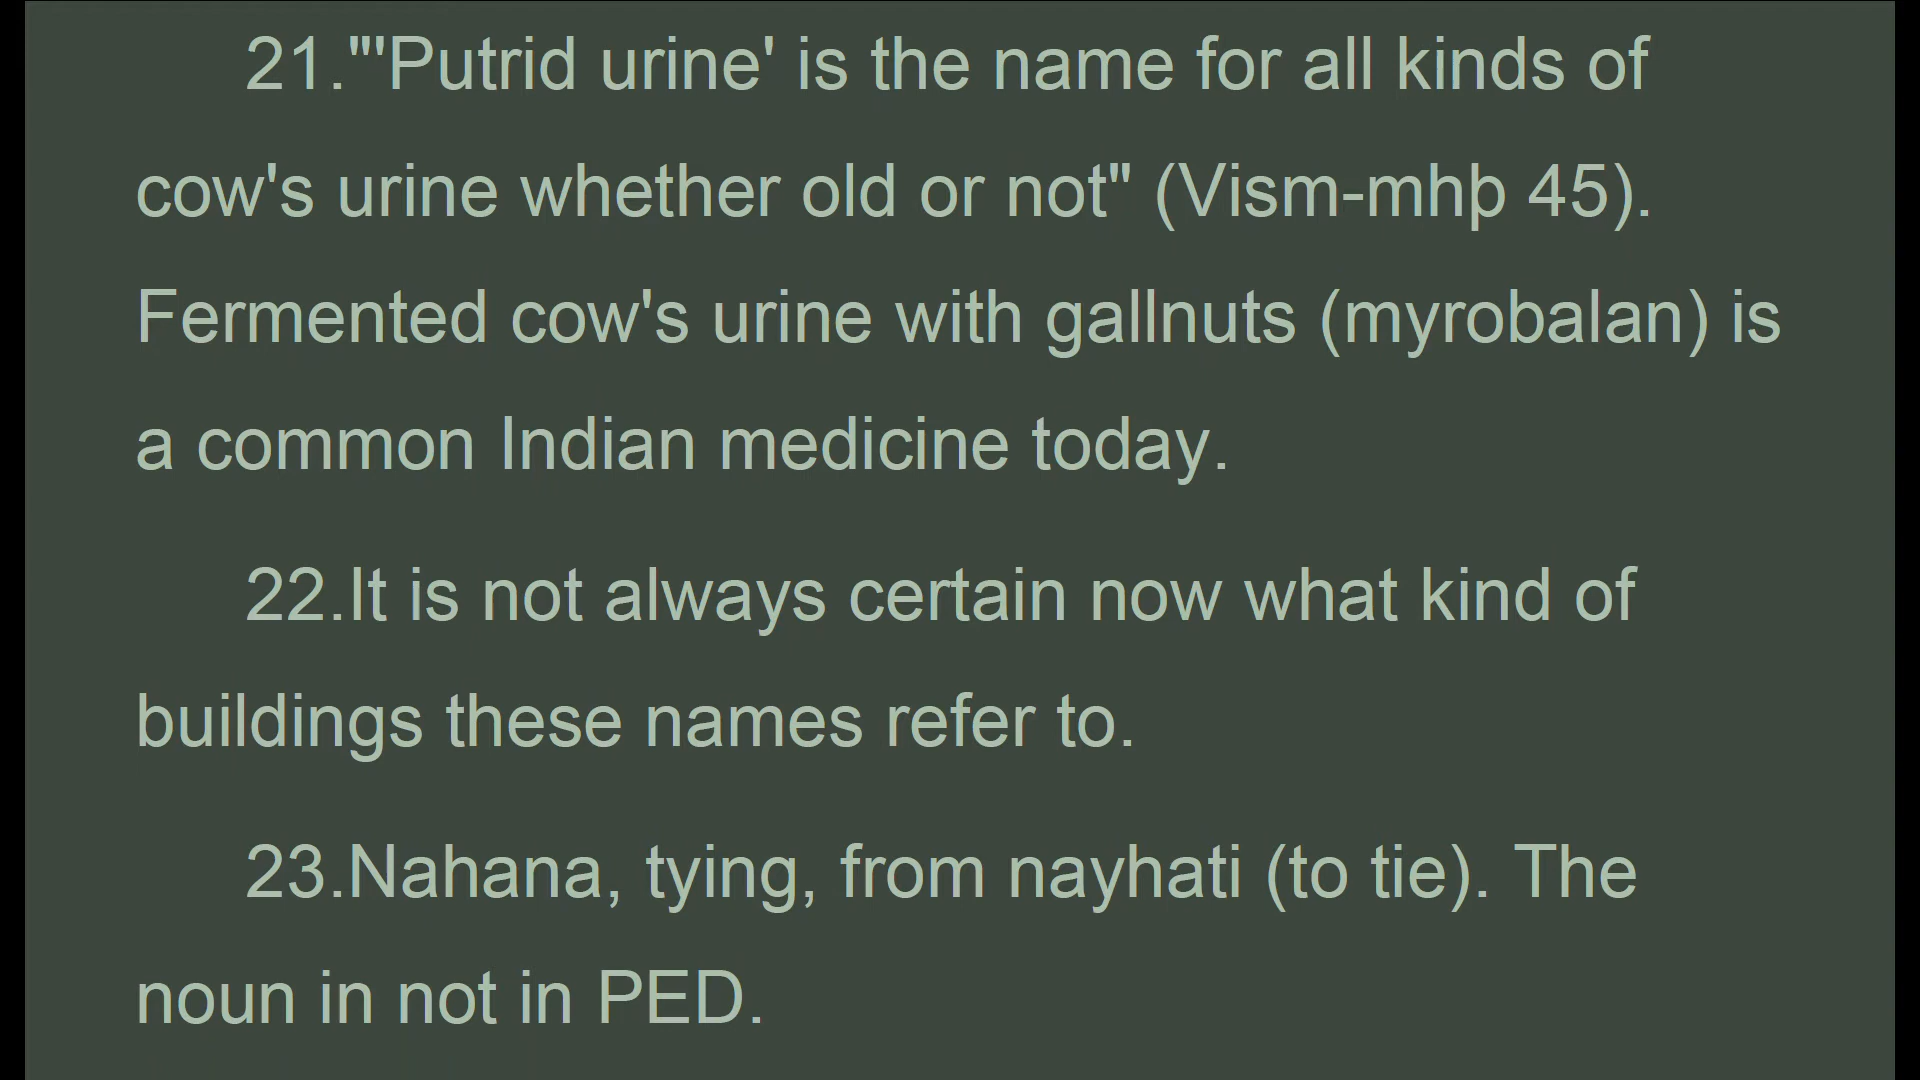 21."'Putrid urine' is the name for all kinds of
cow's urine whether old or not" (Vism-mhþ 45).
Fermented cow's urine with gallnuts (myrobalan) is
a common Indian medicine today.
22.It is not always certain now what kind of
buildings these names refer to.
23.Nahana, tying, from nayhati (to tie). The
noun in not in PED.